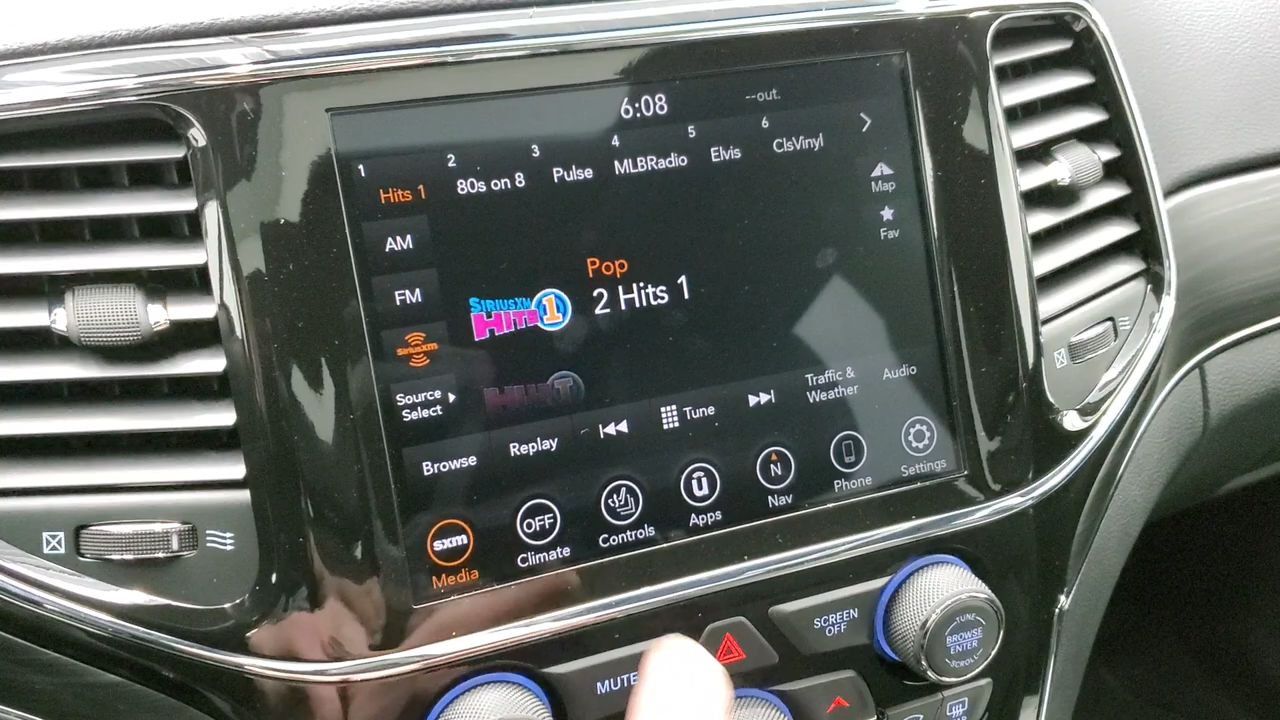 6:08
--out.
1
2
3
4
5
6
Hits 1
80s on 8
Pulse
MLBRadio
Elvis
ClsVinyl
Map
Fav
AM
FM
SiriusXM
Source
Select
Pop
2 Hits 1
SIRIUSXM
HITS 1
Browse
Replay
Tune
Traffic &
Weather
Audio
sxm
Media
OFF
Climate
Controls
ū
Apps
N
Nav
Phone
Settings
MUTE
SCREEN
OFF
TUNE
BROWSE
ENTER
SCROLL